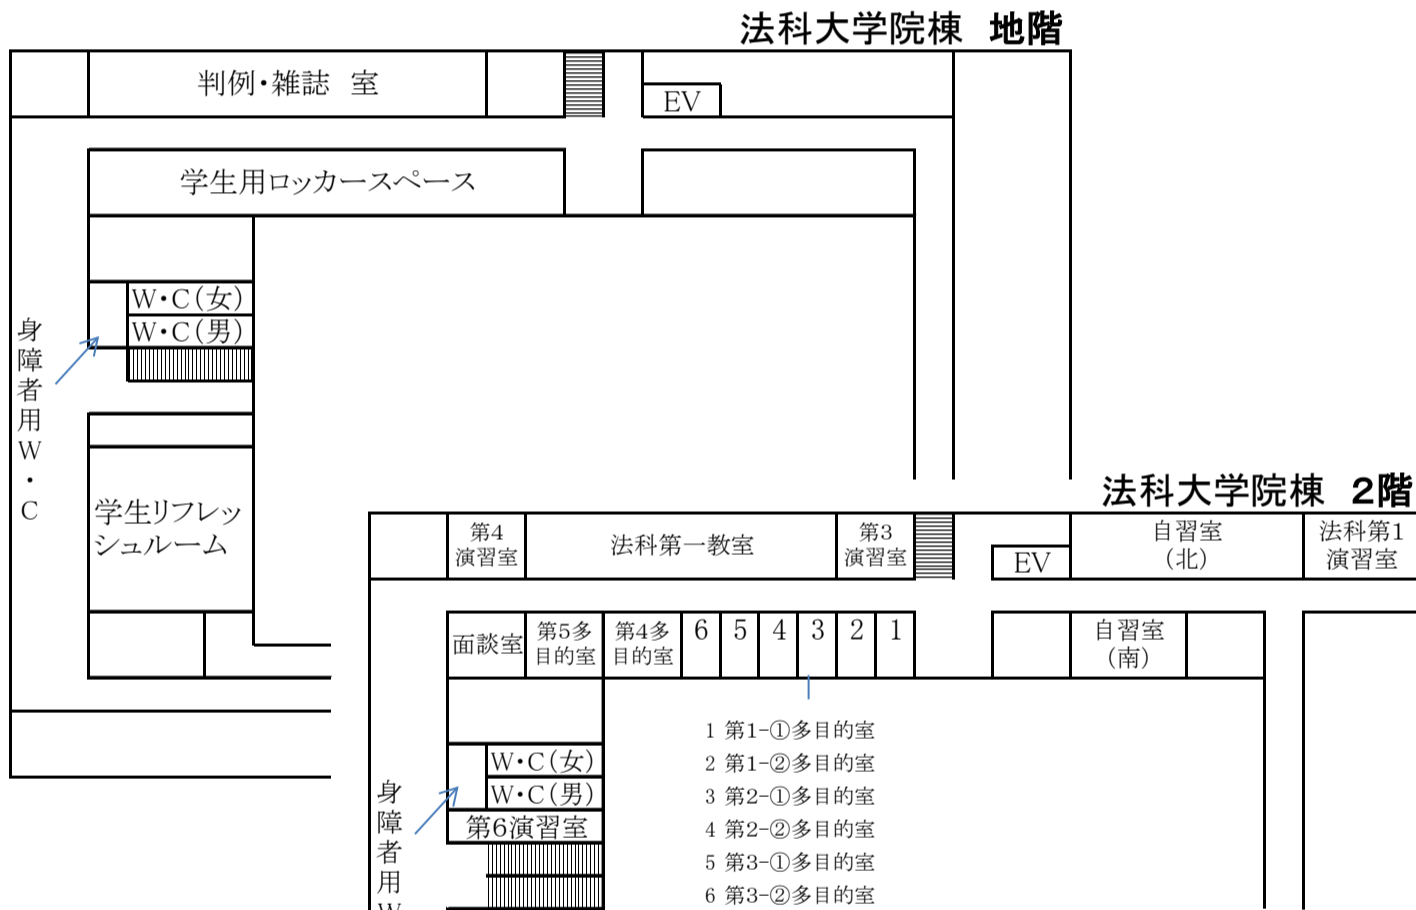 法科大学院棟　地階
判例・雑誌　室
EV
学生用ロッカースペース
W・C(女)
W・C(男)
身障者用W・C
学生リフレッ
シュルーム
法科大学院棟　2階
第4
演習室
法科第一教室
第3
演習室
EV
自習室
(北)
法科第1
演習室
面談室
第5多
目的室
第4多
目的室
6
5
4
3
2
1
自習室
(南)
1 第1-①多目的室
2 第1-②多目的室
3 第2-①多目的室
4 第2-②多目的室
5 第3-①多目的室
6 第3-②多目的室
W・C(女)
W・C(男)
第6演習室
身障者用W